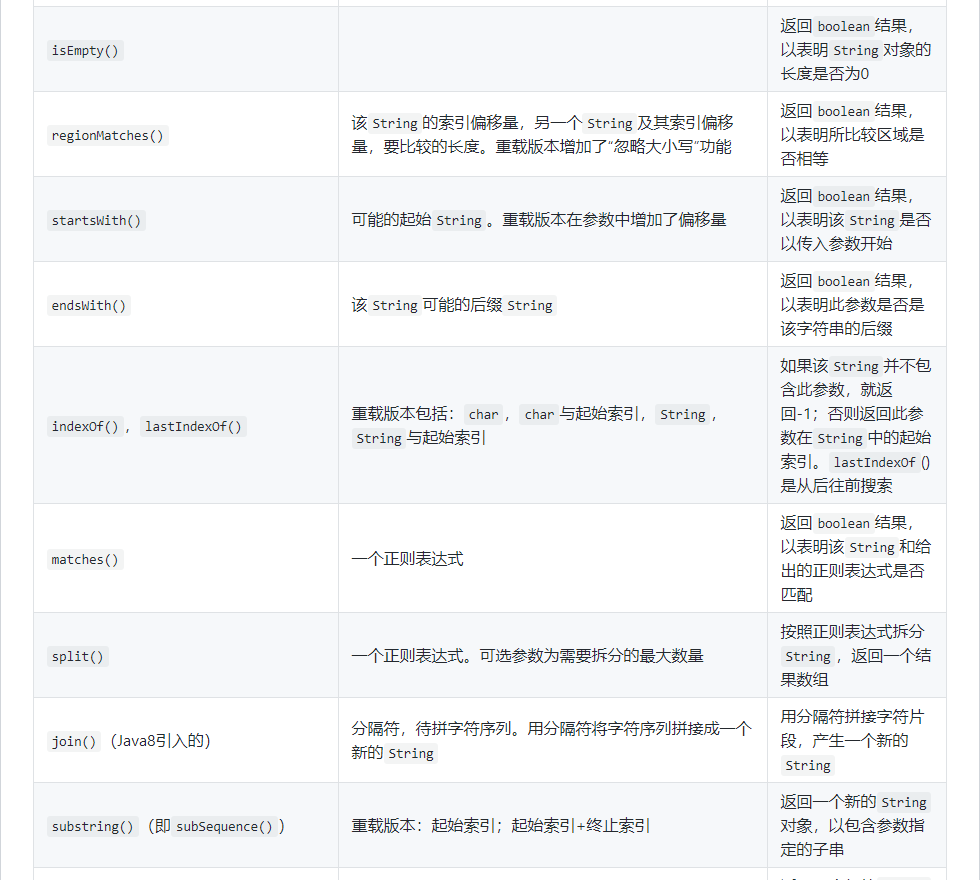 isEmpty()
返回 boolean 结果，
以表明 String 对象的
长度是否为0
regionMatches()
该 String 的索引偏移量，另一个 String 及其索引偏移
量，要比较的长度。重载版本增加了“忽略大小写”功能
返回 boolean 结果，
以表明所比较区域是
否相等
startsWith()
可能的起始 String 。重载版本在参数中增加了偏移量
返回 boolean 结果，
以表明该 String 是否
以传入参数开始
endsWith()
该 String 可能的后缀 String
返回 boolean 结果，
以表明此参数是否是
该字符串的后缀
indexOf() ， lastIndexOf()
重载版本包括： char ， char 与起始索引， String ，
String 与起始索引
如果该 String 并不包
含此参数，就返
回-1；否则返回此参
数在 String 中的起始
索引。 lastIndexOf ()
是从后往前搜索
matches()
一个正则表达式
返回 boolean 结果，
以表明该 String 和给
出的正则表达式是否
匹配
split()
一个正则表达式。可选参数为需要拆分的最大数量
按照正则表达式拆分
String ，返回一个结
果数组
join() （Java8引入的）
分隔符，待拼字符序列。用分隔符将字符序列拼接成一个
新的 String
用分隔符拼接字符片
段，产生一个新的
String
substring() （即 subSequence() ）
重载版本：起始索引；起始索引+终止索引
返回一个新的 String
对象，以包含参数指
定的子串